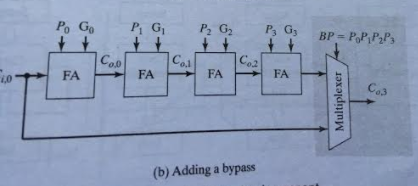 P0 G0 P1 G1 P2 G2 P3 G3 BP = P0P1P2P3
i,0 FA Co,0 FA Co,1 FA Co,2 FA Multiplexer Co,3
(b) Adding a bypass